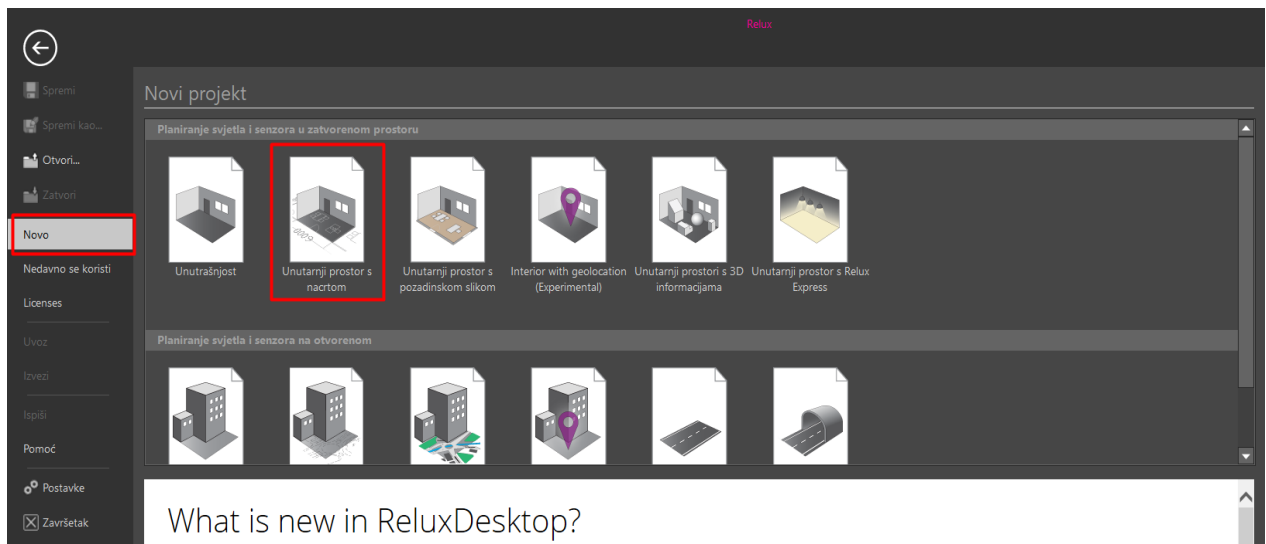 Relux
Spremi
Spremi kao...
Otvori...
Zatvori
Novo
Nedavno se koristi
Licenses
Uvoz
Izvezi
Ispiši
Pomoć
Postavke
Završetak
Novi projekt
Planiranje svjetla i senzora u zatvorenom prostoru
Unutrašnjost
Unutarnji prostor s
nacrtom
Unutarnji prostor s
pozadinskom slikom
Interior with geolocation
(Experimental)
Unutarnji prostori s 3D
informacijama
Unutarnji prostor s Relux
Express
Planiranje svjetla i senzora na otvorenom
What is new in ReluxDesktop?